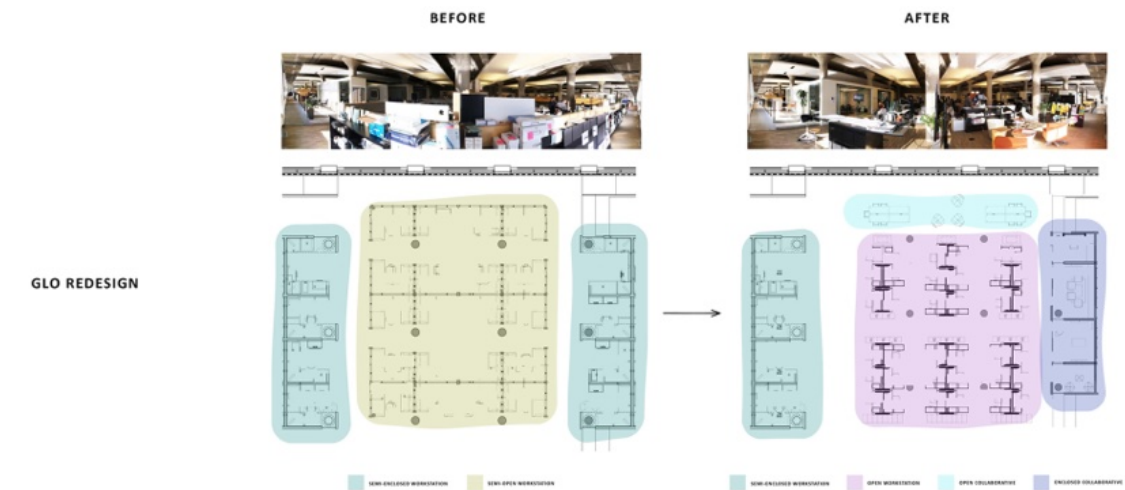 BEFORE
AFTER
GLO REDESIGN
SEMI-ENCLOSED WORKSTATION
SEMI-OPEN WORKSTATION
SEMI-ENCLOSED WORKSTATION
OPEN WORKSTATION
OPEN COLLABORATIVE
ENCLOSED COLLABORATIVE